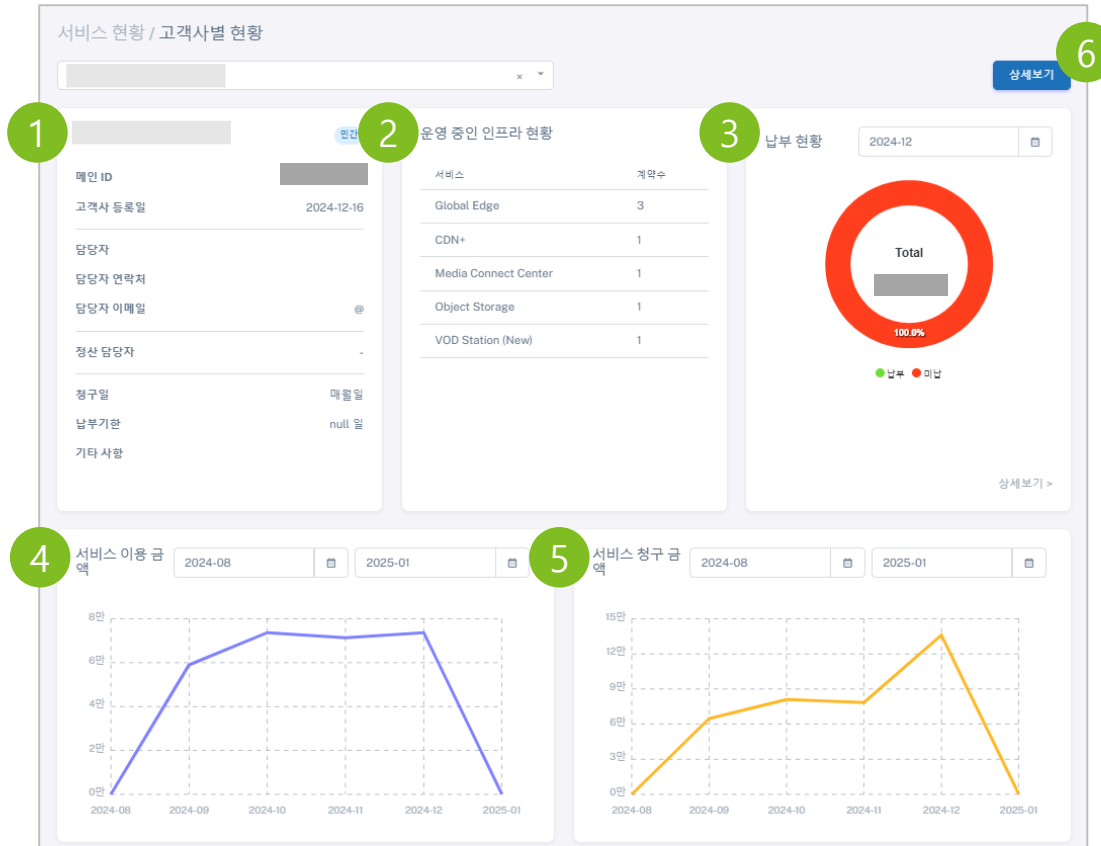 서비스 현황 / 고객사별 현황
× 
상세보기
6
1
민간
메인 ID
고객사 등록일 2024-12-16
담당자
담당자 연락처
담당자 이메일 @
정산 담당자 -
청구일 매월일
납부기한 null 일
기타 사항
2
운영 중인 인프라 현황
서비스 계약수
Global Edge 3
CDN+ 1
Media Connect Center 1
Object Storage 1
VOD Station (New) 1
3
납부 현황 2024-12
Total
100.0%
납부 미납
상세보기 >
4
서비스 이용 금
액
2024-08 2025-01
8만
6만
4만
2만
0만
2024-08 2024-09 2024-10 2024-11 2024-12 2025-01
5
서비스 청구 금
액
2024-08 2025-01
15만
12만
9만
6만
3만
0만
2024-08 2024-09 2024-10 2024-11 2024-12 2025-01